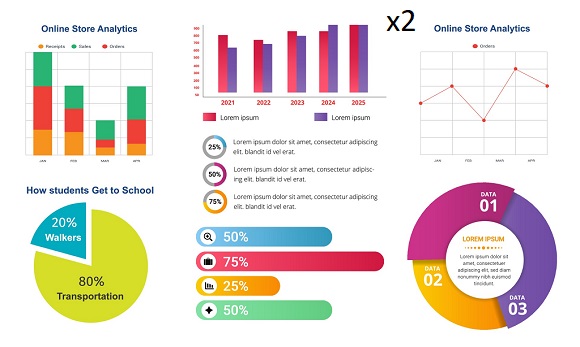 Online Store Analytics
Receipts Sales Orders
JAN FEB MAR APR
How students Get to School
20%
Walkers
80%
Transportation
2021 2022 2023 2024 2025
Lorem ipsum Lorem ipsum
25%
Lorem ipsum dolor sit amet, consectetur adipiscing
elit. blandit id vel erat.
50%
Lorem ipsum dolor sit amet, consectetur adipisc-
ing elit. blandit id vel erat.
75%
Lorem ipsum dolor sit amet, consectetur adipiscing
elit. blandit id vel erat.
50%
75%
25%
50%
x2
Online Store Analytics
Orders
JAN FEB MAR APR
DATA
01
LOREM IPSUM
Lorem ipsum dolor
sit amet, consectetuer
adipiscing elit, sed diam
nonummy nibh euismod
tincidunt ut laoreet
DATA
02
DATA
03